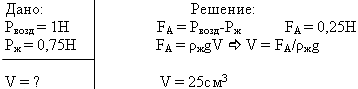 Дано: Решение:
Pвозд = 1Н FA = Pвозд-Pж FA = 0,25Н
Pж = 0,75Н FA = ρжgV ⇨ V = FA/ρжg
V = ? V = 25см³